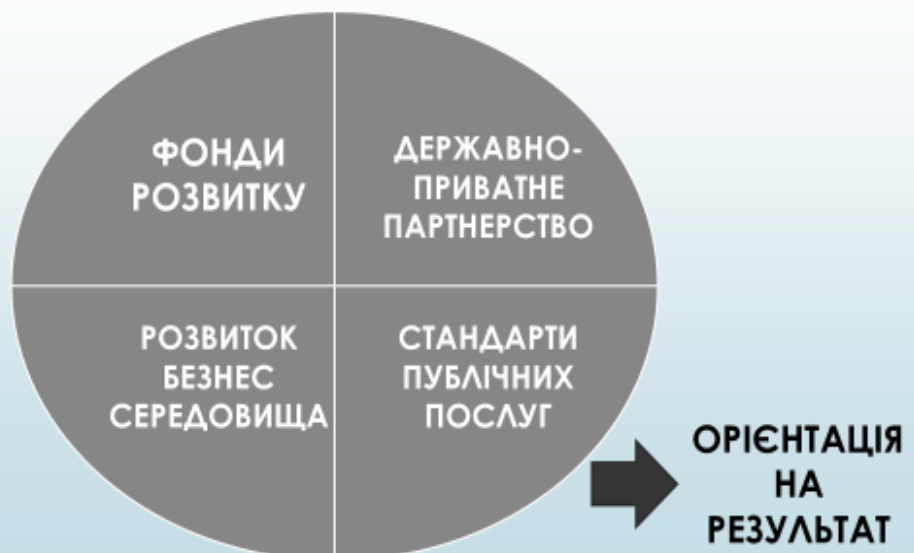 ФОНДИ
РОЗВИТКУ
ДЕРЖАВНО-
ПРИВАТНЕ
ПАРТНЕРСТВО
РОЗВИТОК
БЕЗНЕС
СЕРЕДОВИЩА
СТАНДАРТИ
ПУБЛІЧНИХ
ПОСЛУГ
ОРІЄНТАЦІЯ
НА
РЕЗУЛЬТАТ